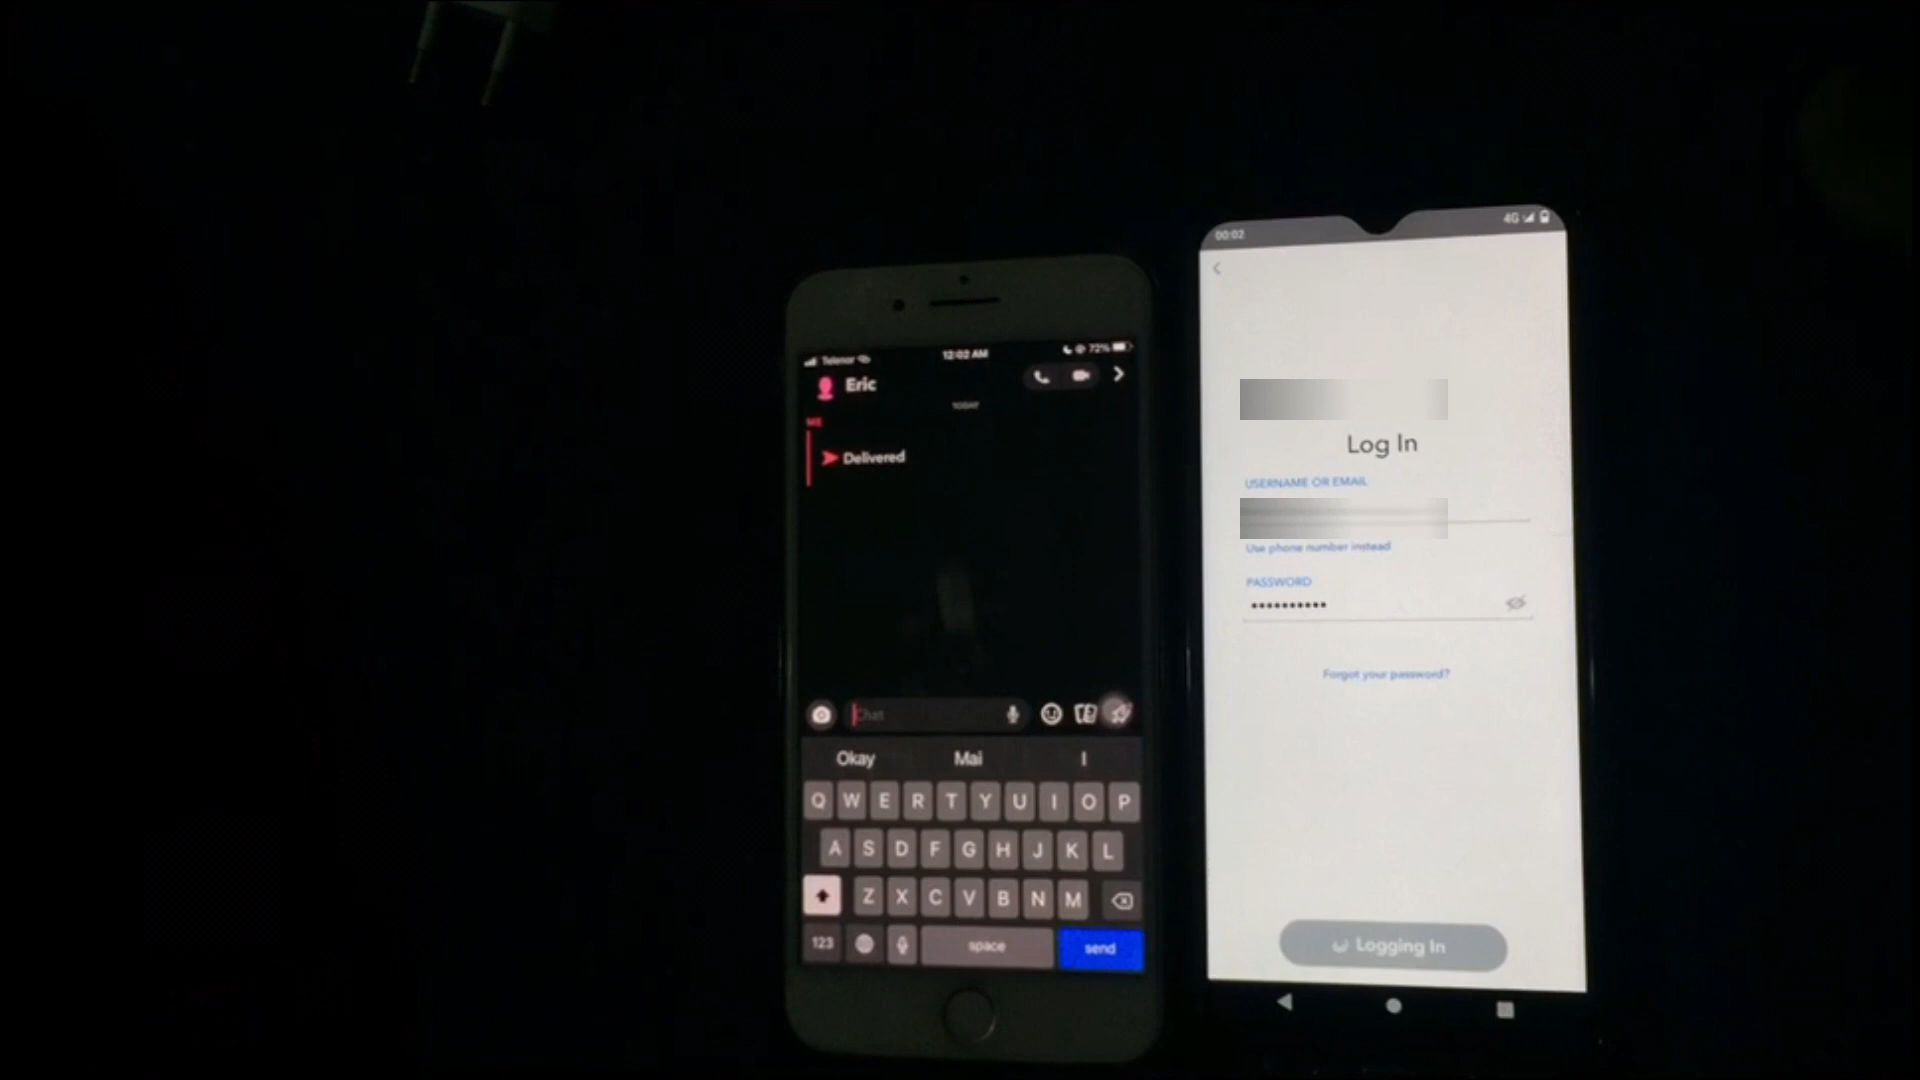 Telenor
12:02 AM
72%
Eric
TODAY
ME
Delivered
Chat
Okay Mai I
Q W E R T Y U I O P
A S D F G H J K L
Z X C V B N M
123 space send
00:02
4G
Log In
USERNAME OR EMAIL
Use phone number instead
PASSWORD
••••••••••
Forgot your password?
Logging In